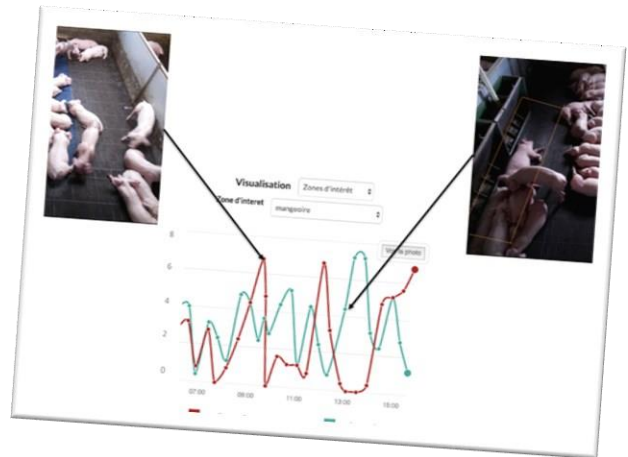 Visualisation Zones d'intérêt
Zone d'interet mangeoire
Voir la photo
8
6
4
2
0
07:00 09:00 11:00 13:00 15:00